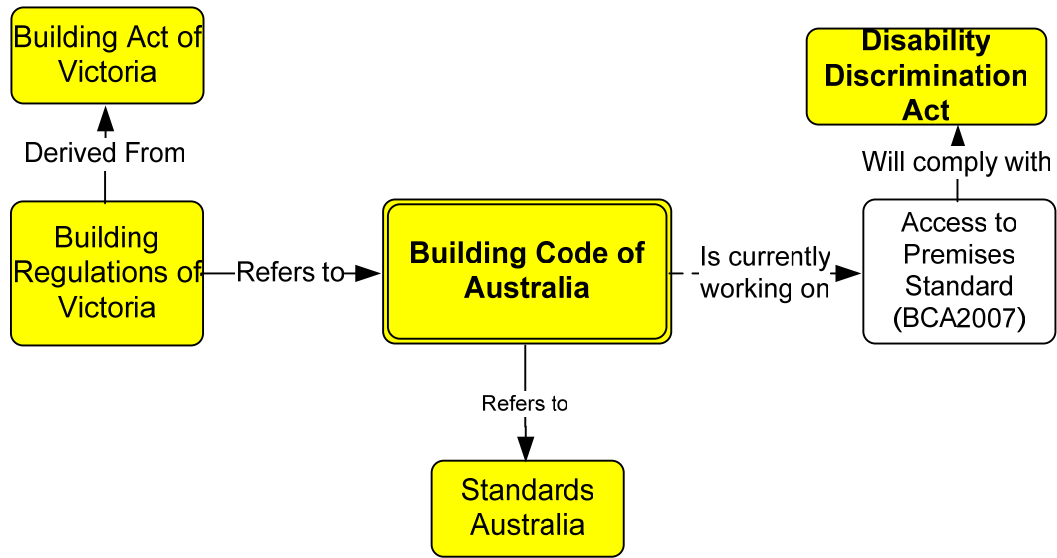 Building Act of
Victoria
Disability
Discrimination
Act
Derived From
Will comply with
Building
Regulations of
Victoria
Refers to
Building Code of
Australia
Is currently
working on
Access to
Premises
Standard
(BCA2007)
Refers to
Standards
Australia